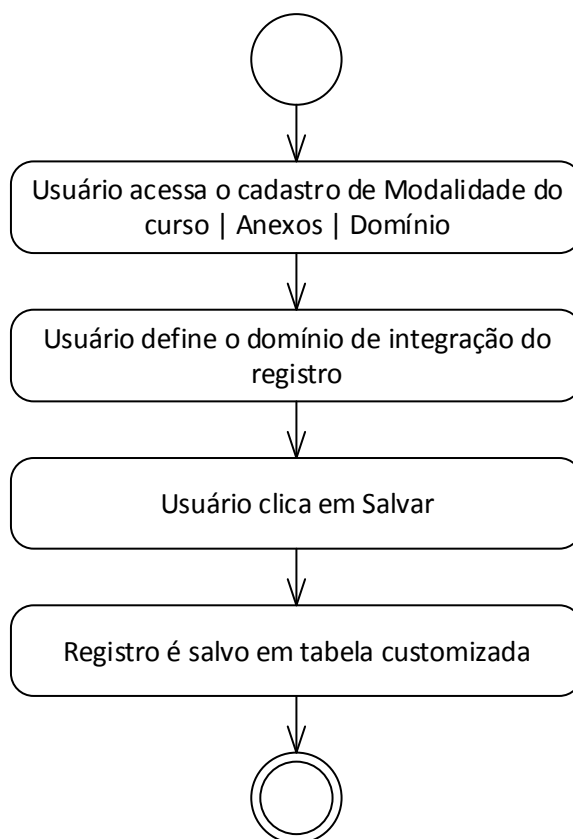 Usuário acessa o cadastro de Modalidade do
curso | Anexos | Domínio
Usuário define o domínio de integração do
registro
Usuário clica em Salvar
Registro é salvo em tabela customizada